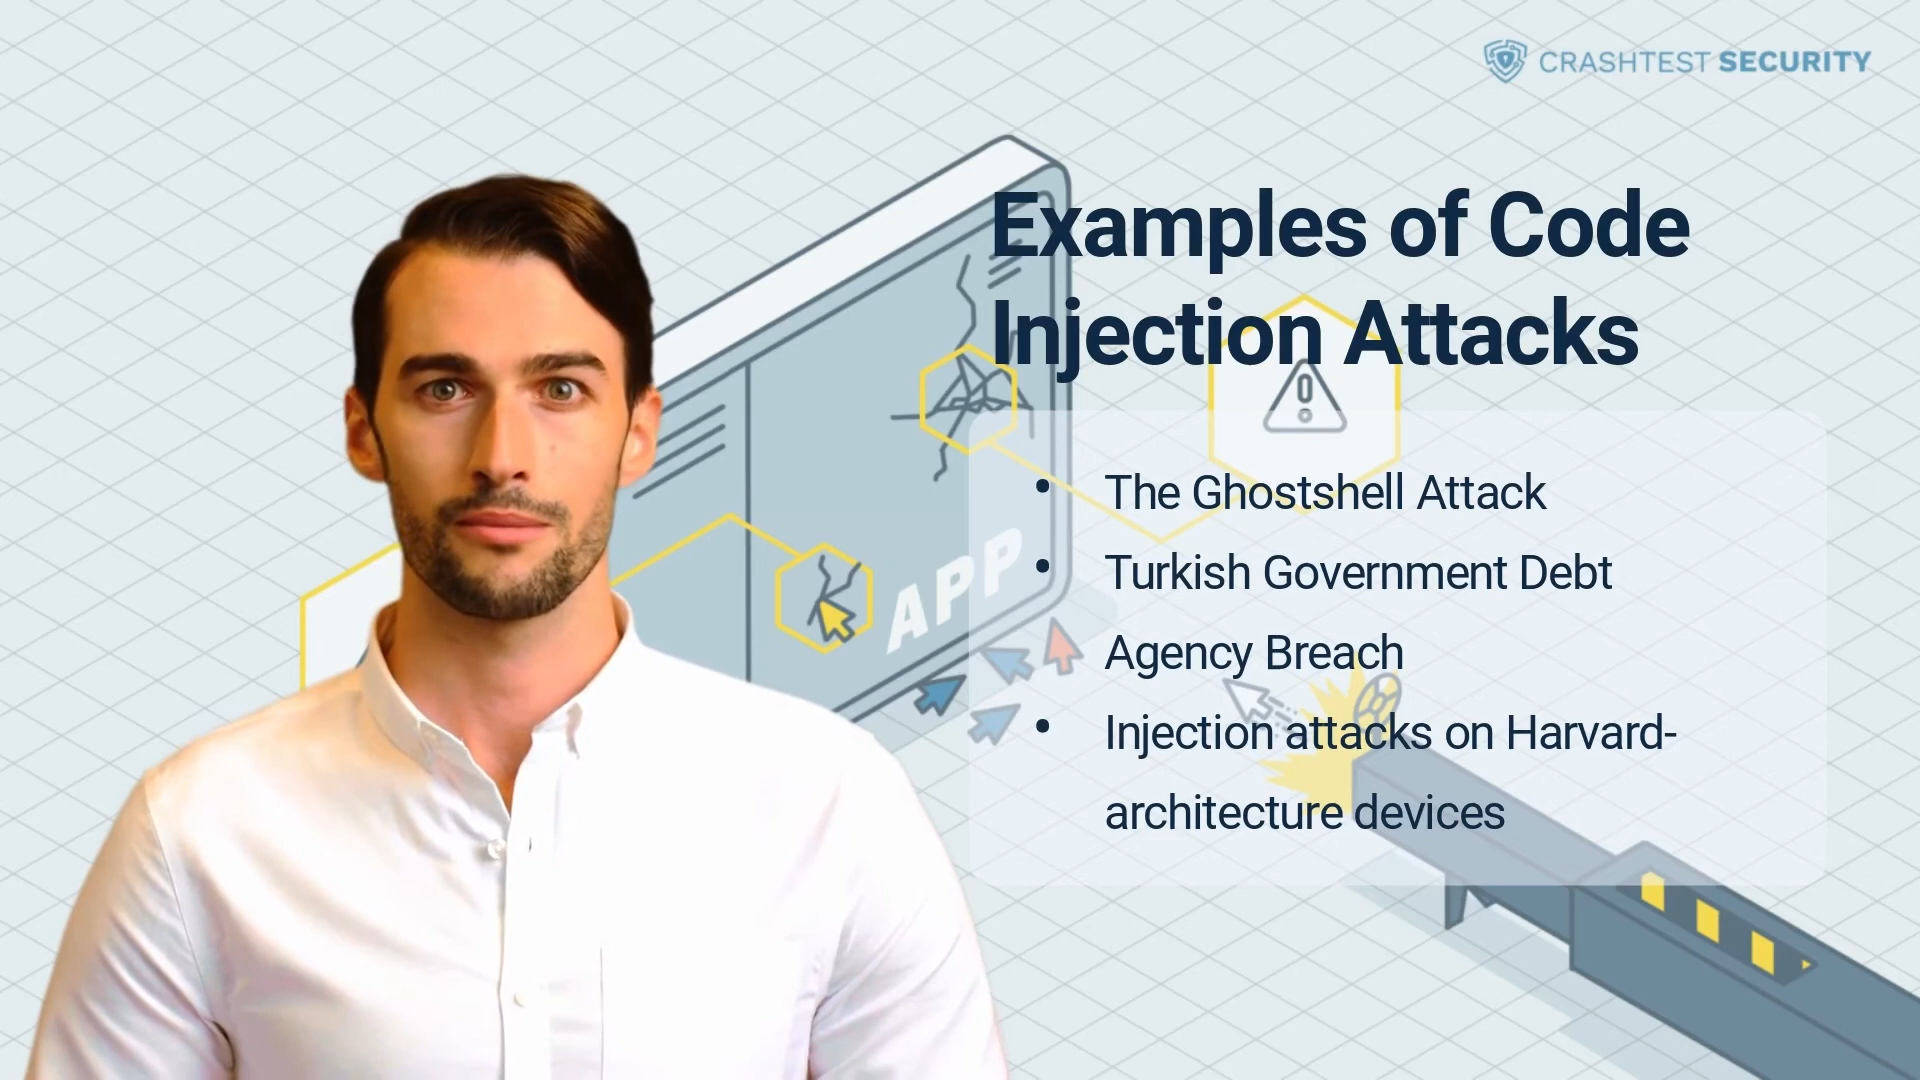 CRASHTEST SECURITY
Examples of Code
Injection Attacks
• The Ghostshell Attack
• Turkish Government Debt
Agency Breach
• Injection attacks on Harvard-
architecture devices
APP